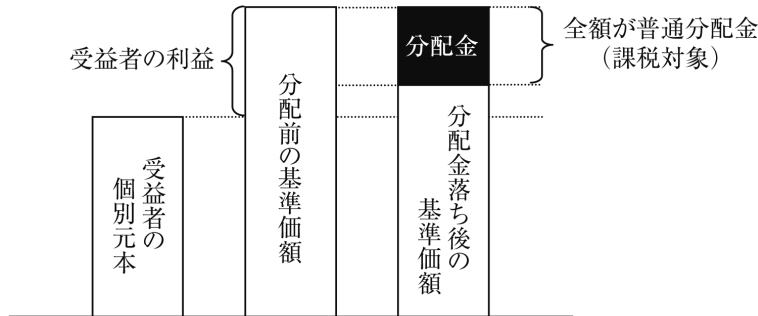 受益者の利益
分配金
全額が普通分配金
（課税対象）
受益者の
個別元本
分配前の基準価額
分配金落ち後の
基準価額